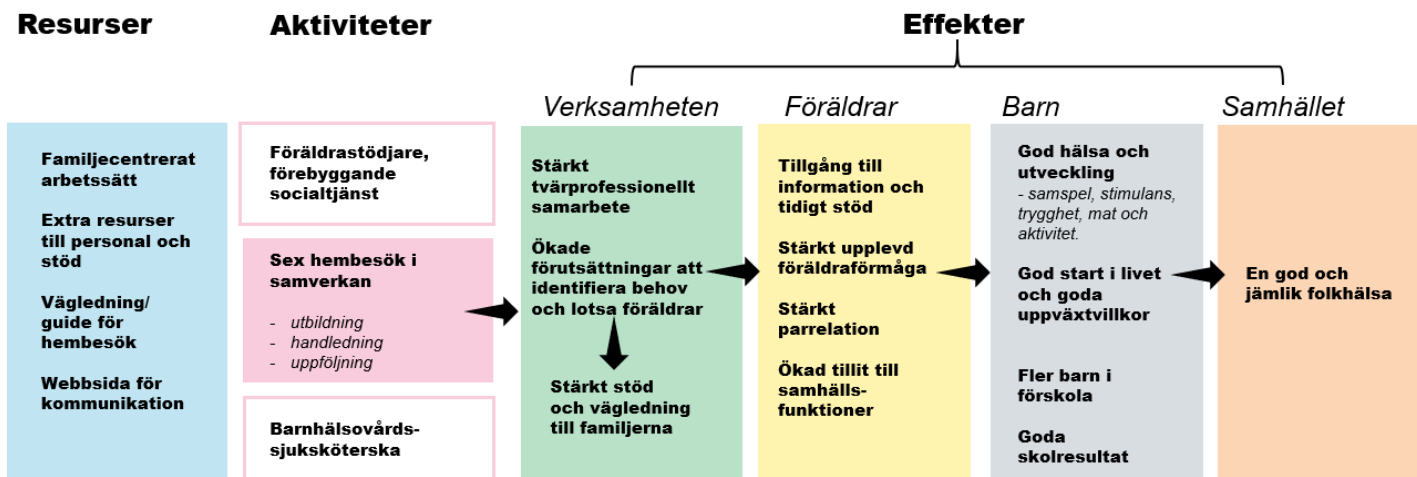 Resurser
Aktiviteter
Effekter
Verksamheten
Föräldrar
Barn
Samhället
Familjecentrerat
arbetssätt
Extra resurser
till personal och
stöd
Vägledning/
guide för
hembesök
Webbsida för
kommunikation
Föräldrastödjare,
förebyggande
socialtjänst
Sex hembesök i
samverkan
- utbildning
- handledning
- uppföljning
Barnhälsovårds-
sjuksköterska
Stärkt
tvärprofessionellt
samarbete
Ökade
förutsättningar att
identifiera behov
och lotsa föräldrar
Stärkt stöd
och vägledning
till familjerna
Tillgång till
information och
tidigt stöd
Stärkt upplevd
föräldraförmåga
Stärkt
parrelation
Ökad tillit till
samhälls-
funktioner
God hälsa och
utveckling
- samspel, stimulans,
trygghet, mat och
aktivitet.
God start i livet
och goda
uppväxtvillkor
Fler barn i
förskola
Goda
skolresultat
En god och
jämlik folkhälsa